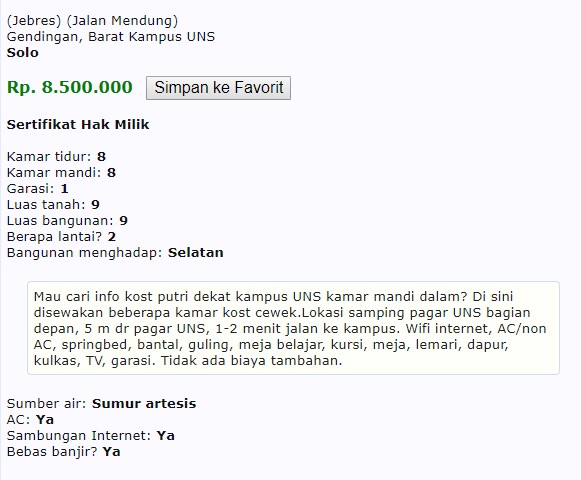 (Jebres) (Jalan Mendung)
Gendingan, Barat Kampus UNS
Solo
Rp. 8.500.000 Simpan ke Favorit
Sertifikat Hak Milik
Kamar tidur: 8
Kamar mandi: 8
Garasi: 1
Luas tanah: 9
Luas bangunan: 9
Berapa lantai? 2
Bangunan menghadap: Selatan
Mau cari info kost putri dekat kampus UNS kamar mandi dalam? Di sini
disewakan beberapa kamar kost cewek.Lokasi samping pagar UNS bagian
depan, 5 m dr pagar UNS, 1-2 menit jalan ke kampus. Wifi internet, AC/non
AC, springbed, bantal, guling, meja belajar, kursi, meja, lemari, dapur,
kulkas, TV, garasi. Tidak ada biaya tambahan.
Sumber air: Sumur artesis
AC: Ya
Sambungan Internet: Ya
Bebas banjir? Ya